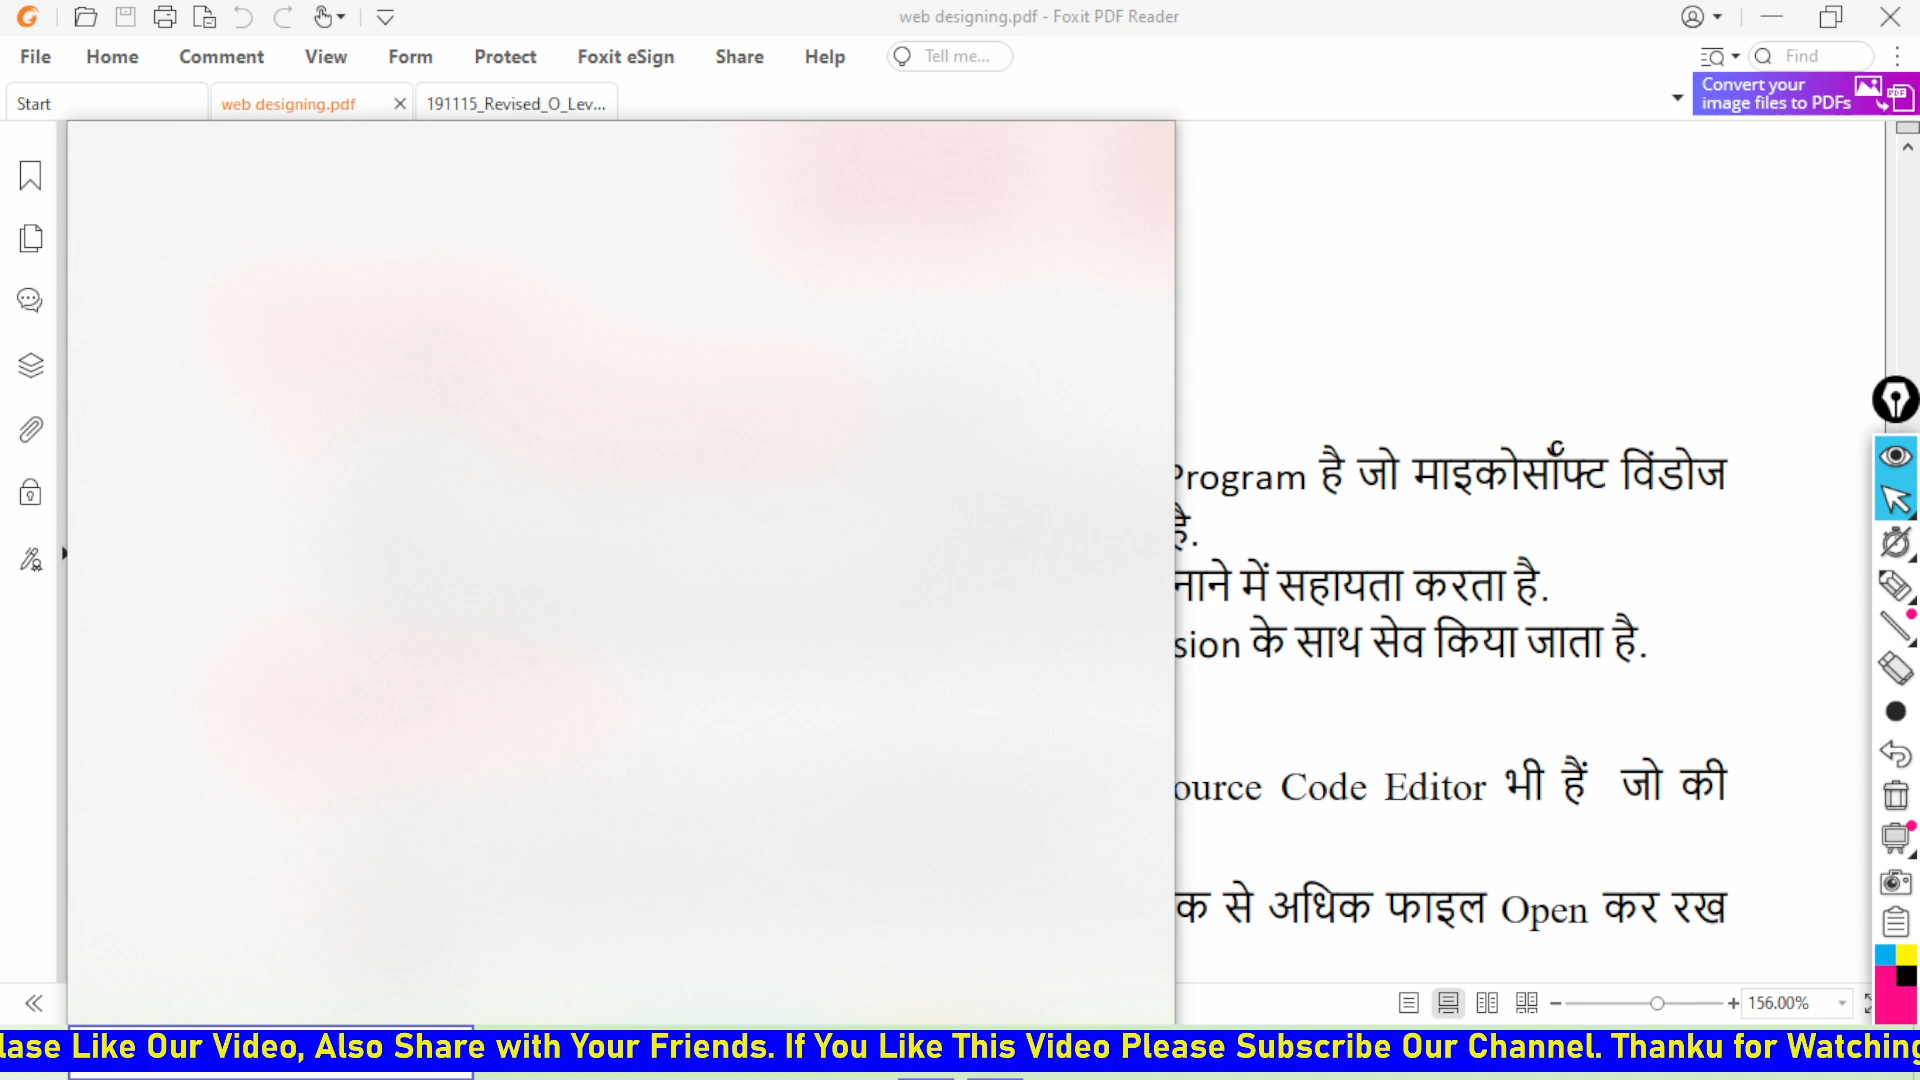 web designing.pdf - Foxit PDF Reader
File Home Comment View Form Protect Foxit eSign Share Help Tell me... Find
Start web designing.pdf 191115_Revised_O_Lev...
Convert your
image files to PDFs
Program है जो माइकोसॉर्फ्ट विंडोज
है.
नाने में सहायता करता है.
sion के साथ सेव किया जाता है.
ource Code Editor भी हैं जो की
क से अधिक फाइल Open कर रख
156.00%
lase Like Our Video, Also Share with Your Friends. If You Like This Video Please Subscribe Our Channel. Thanku for Watching